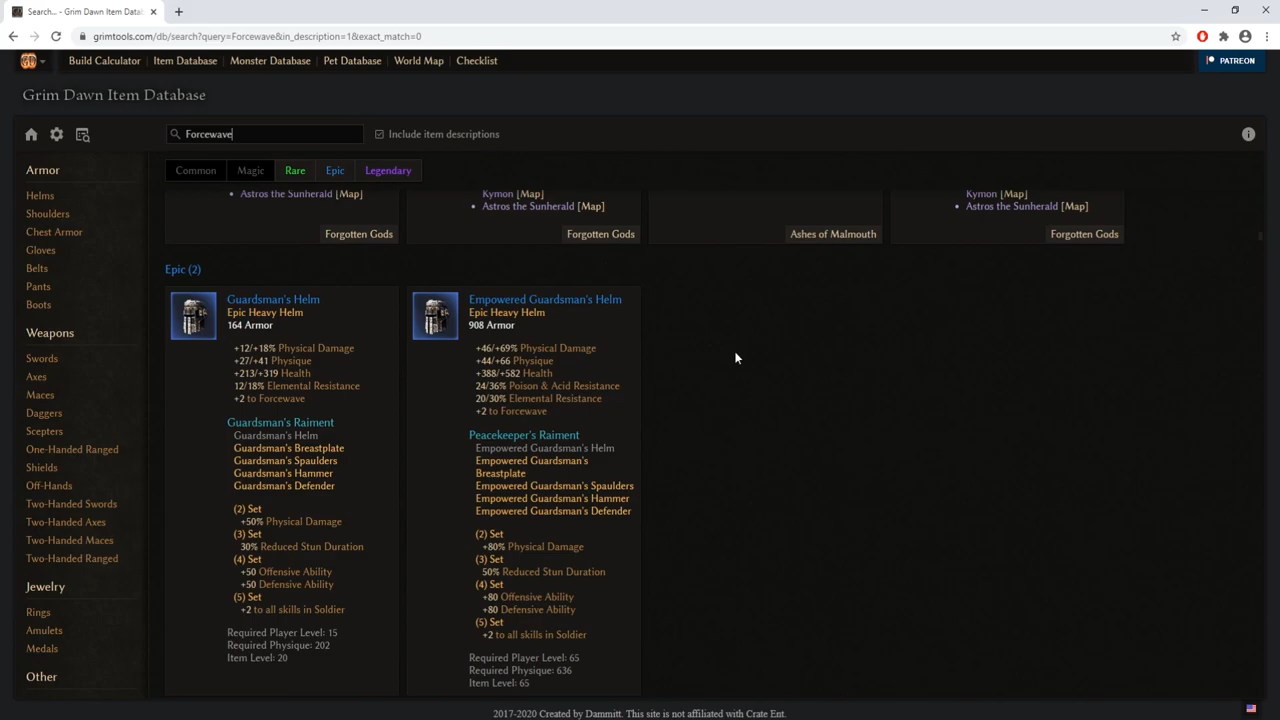 Search... - Grim Dawn Item Datab
grimtools.com/db/search?query=Forcewave&in_description=1&exact_match=0
Build Calculator
Item Database
Monster Database
Pet Database
World Map
Checklist
PATREON
Grim Dawn Item Database
Forcewave
Include item descriptions
Armor
Helms
Shoulders
Chest Armor
Gloves
Belts
Pants
Boots
Weapons
Swords
Axes
Maces
Daggers
Scepters
One-Handed Ranged
Shields
Off-Hands
Two-Handed Swords
Two-Handed Axes
Two-Handed Maces
Two-Handed Ranged
Jewelry
Rings
Amulets
Medals
Other
Common
Magic
Rare
Epic
Legendary
Astros the Sunherald [Map]
Forgotten Gods
Kymon [Map]
Astros the Sunherald [Map]
Forgotten Gods
Ashes of Malmouth
Kymon [Map]
Astros the Sunherald [Map]
Forgotten Gods
Epic (2)
Guardsman's Helm
Epic Heavy Helm
164 Armor
+12/+18% Physical Damage
+27/+41 Physique
+213/+319 Health
12/18% Elemental Resistance
+2 to Forcewave
Guardsman's Raiment
Guardsman's Helm
Guardsman's Breastplate
Guardsman's Spaulders
Guardsman's Hammer
Guardsman's Defender
(2) Set
+50% Physical Damage
(3) Set
30% Reduced Stun Duration
(4) Set
+50 Offensive Ability
+50 Defensive Ability
(5) Set
+2 to all skills in Soldier
Required Player Level: 15
Required Physique: 202
Item Level: 20
Empowered Guardsman's Helm
Epic Heavy Helm
908 Armor
+46/+69% Physical Damage
+44/+66 Physique
+388/+582 Health
24/36% Poison & Acid Resistance
20/30% Elemental Resistance
+2 to Forcewave
Peacekeeper's Raiment
Empowered Guardsman's Helm
Empowered Guardsman's
Breastplate
Empowered Guardsman's Spaulders
Empowered Guardsman's Hammer
Empowered Guardsman's Defender
(2) Set
+80% Physical Damage
(3) Set
50% Reduced Stun Duration
(4) Set
+80 Offensive Ability
+80 Defensive Ability
(5) Set
+2 to all skills in Soldier
Required Player Level: 65
Required Physique: 636
Item Level: 65
2017-2020 Created by Dammitt. This site is not affiliated with Crate Ent.